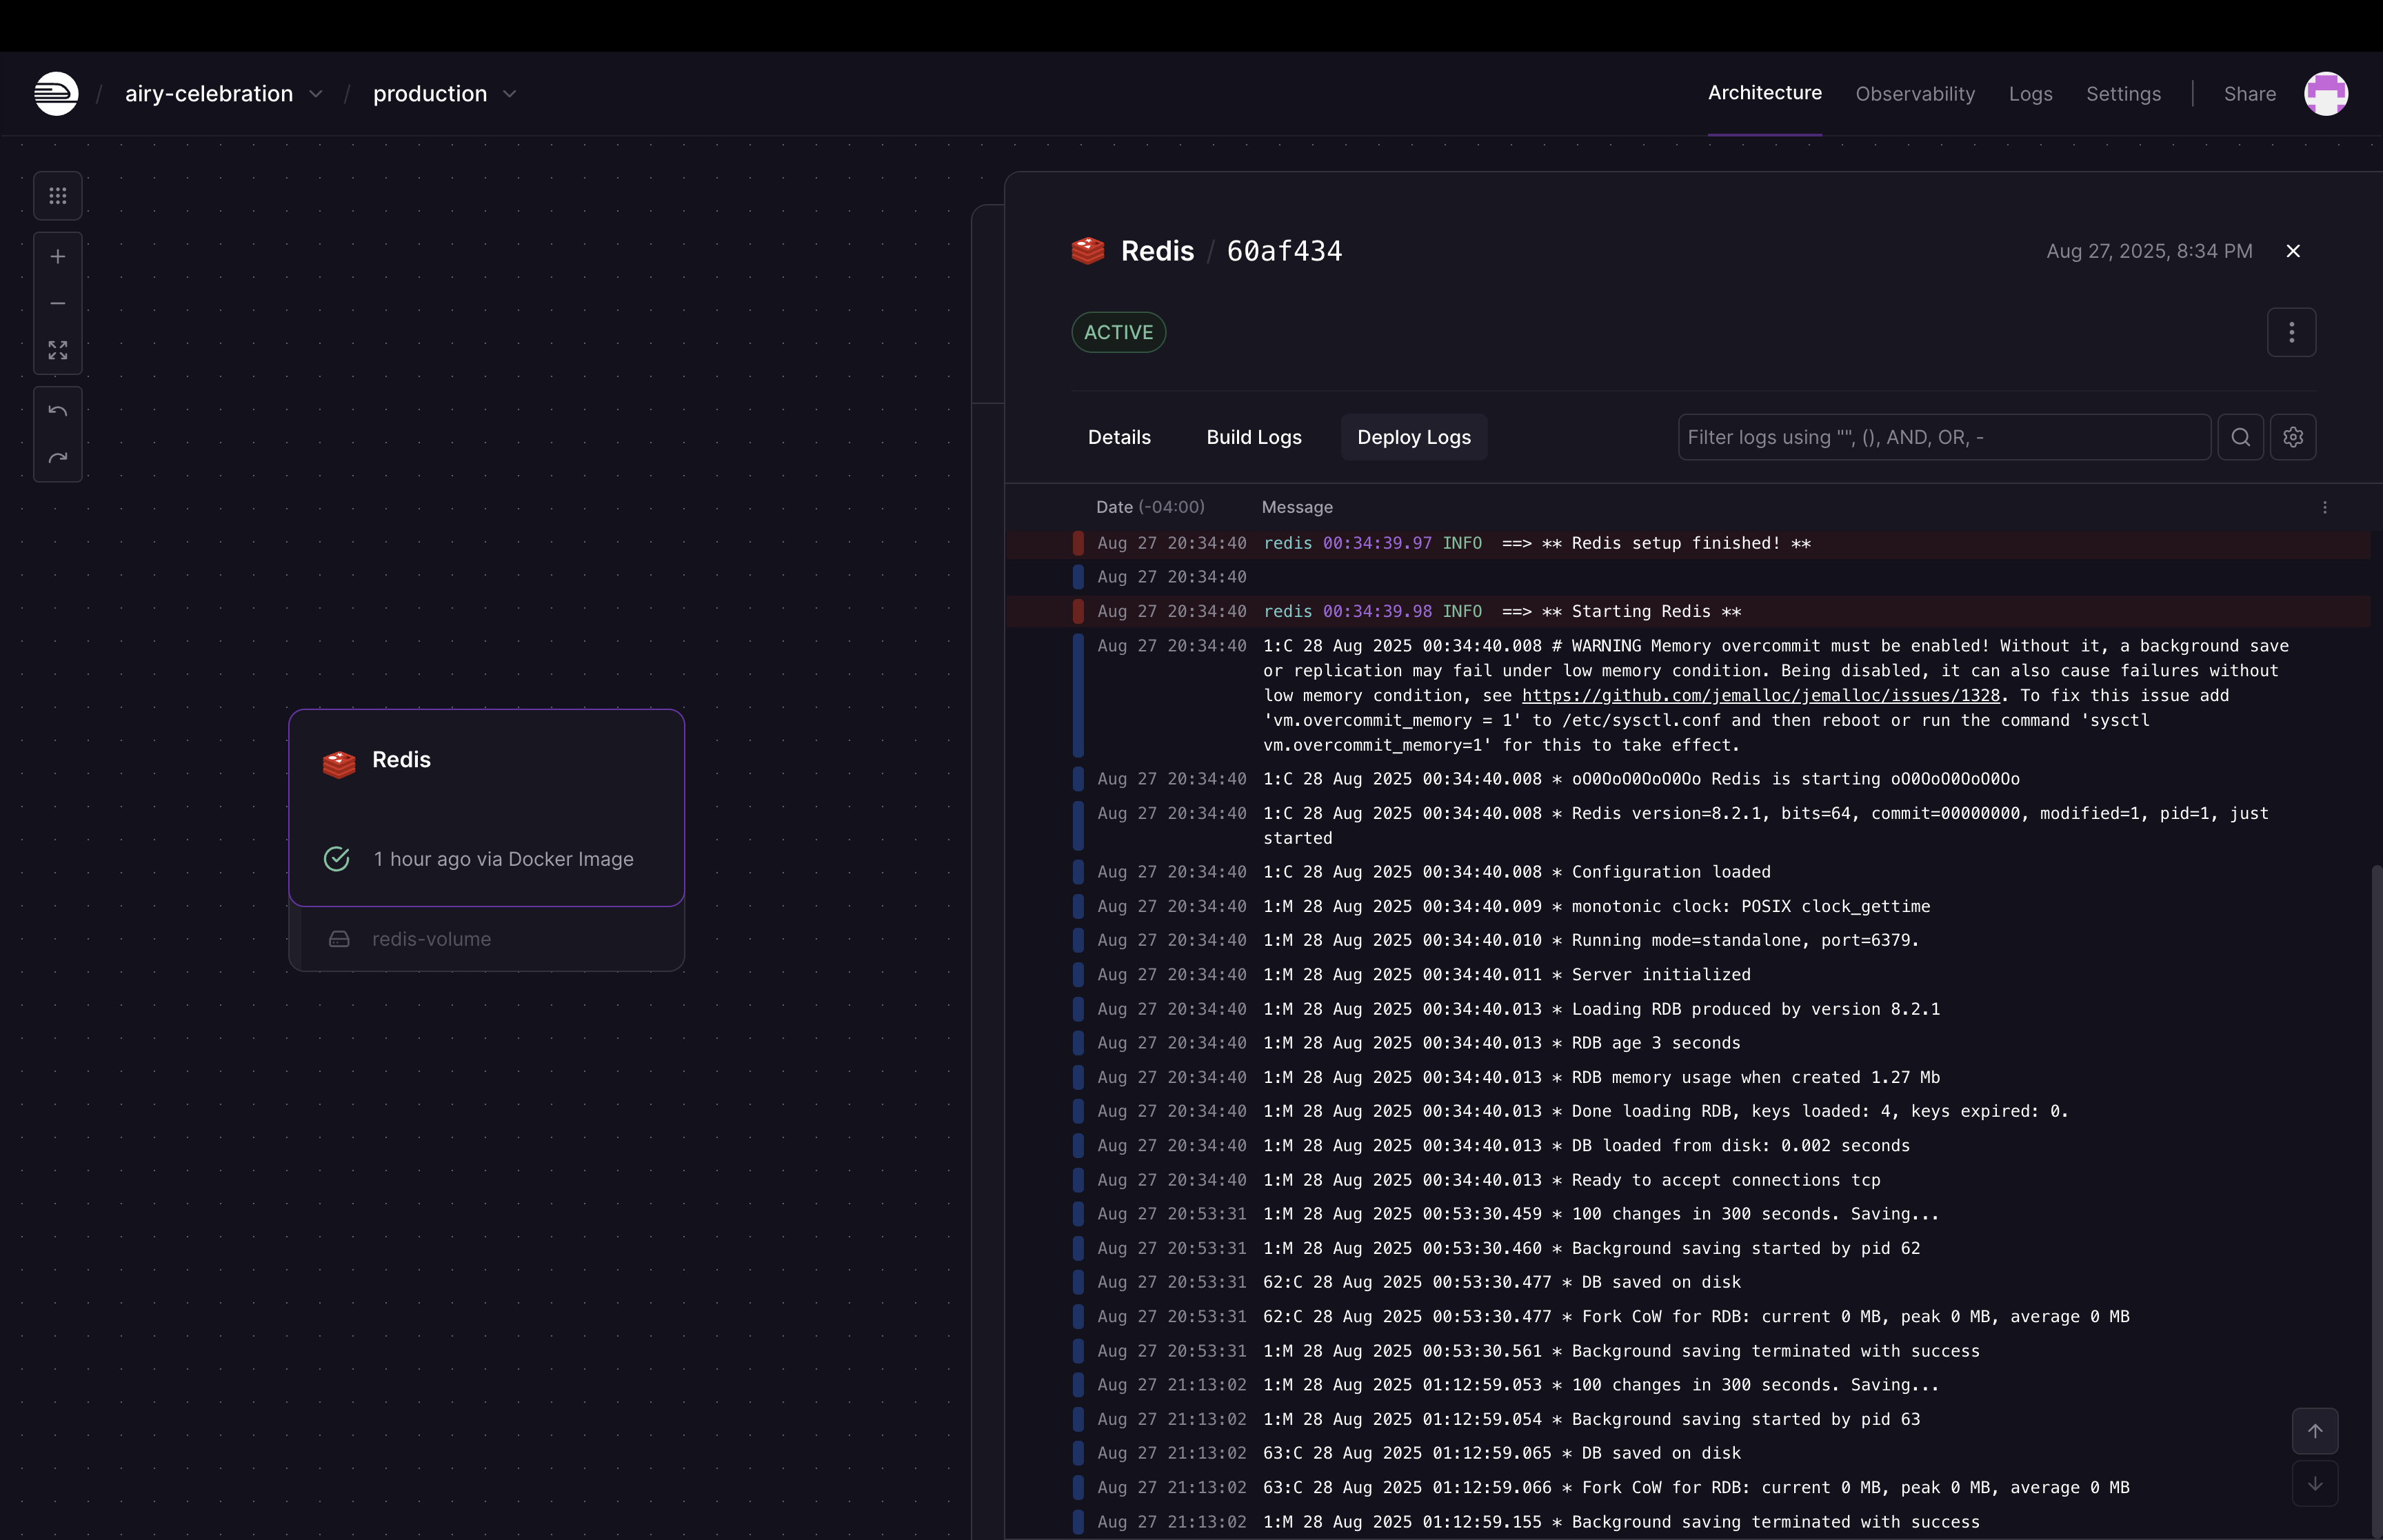 / airy-celebration / production
Architecture Observability Logs Settings | Share
Redis / 60af434
Aug 27, 2025, 8:34 PM
ACTIVE
Details Build Logs Deploy Logs
Filter logs using "", (), AND, OR, -
Date (-04:00) Message
Aug 27 20:34:40 redis 00:34:39.97 INFO ==> ** Redis setup finished! **
Aug 27 20:34:40
Aug 27 20:34:40 redis 00:34:39.98 INFO ==> ** Starting Redis **
Aug 27 20:34:40 1:C 28 Aug 2025 00:34:40.008 # WARNING Memory overcommit must be enabled! Without it, a background save
or replication may fail under low memory condition. Being disabled, it can also cause failures without
low memory condition, see https://github.com/jemalloc/jemalloc/issues/1328. To fix this issue add
'vm.overcommit_memory = 1' to /etc/sysctl.conf and then reboot or run the command 'sysctl
vm.overcommit_memory=1' for this to take effect.
Aug 27 20:34:40 1:C 28 Aug 2025 00:34:40.008 * oO0OoO0OoO0Oo Redis is starting oO0OoO0OoO0Oo
Aug 27 20:34:40 1:C 28 Aug 2025 00:34:40.008 * Redis version=8.2.1, bits=64, commit=00000000, modified=1, pid=1, just
started
Aug 27 20:34:40 1:C 28 Aug 2025 00:34:40.008 * Configuration loaded
Aug 27 20:34:40 1:M 28 Aug 2025 00:34:40.009 * monotonic clock: POSIX clock_gettime
Aug 27 20:34:40 1:M 28 Aug 2025 00:34:40.010 * Running mode=standalone, port=6379.
Aug 27 20:34:40 1:M 28 Aug 2025 00:34:40.011 * Server initialized
Aug 27 20:34:40 1:M 28 Aug 2025 00:34:40.013 * Loading RDB produced by version 8.2.1
Aug 27 20:34:40 1:M 28 Aug 2025 00:34:40.013 * RDB age 3 seconds
Aug 27 20:34:40 1:M 28 Aug 2025 00:34:40.013 * RDB memory usage when created 1.27 Mb
Aug 27 20:34:40 1:M 28 Aug 2025 00:34:40.013 * Done loading RDB, keys loaded: 4, keys expired: 0.
Aug 27 20:34:40 1:M 28 Aug 2025 00:34:40.013 * DB loaded from disk: 0.002 seconds
Aug 27 20:34:40 1:M 28 Aug 2025 00:34:40.013 * Ready to accept connections tcp
Aug 27 20:53:31 1:M 28 Aug 2025 00:53:30.459 * 100 changes in 300 seconds. Saving...
Aug 27 20:53:31 1:M 28 Aug 2025 00:53:30.460 * Background saving started by pid 62
Aug 27 20:53:31 62:C 28 Aug 2025 00:53:30.477 * DB saved on disk
Aug 27 20:53:31 62:C 28 Aug 2025 00:53:30.477 * Fork CoW for RDB: current 0 MB, peak 0 MB, average 0 MB
Aug 27 20:53:31 1:M 28 Aug 2025 00:53:30.561 * Background saving terminated with success
Aug 27 21:13:02 1:M 28 Aug 2025 01:12:59.053 * 100 changes in 300 seconds. Saving...
Aug 27 21:13:02 1:M 28 Aug 2025 01:12:59.054 * Background saving started by pid 63
Aug 27 21:13:02 63:C 28 Aug 2025 01:12:59.065 * DB saved on disk
Aug 27 21:13:02 63:C 28 Aug 2025 01:12:59.066 * Fork CoW for RDB: current 0 MB, peak 0 MB, average 0 MB
Aug 27 21:13:02 1:M 28 Aug 2025 01:12:59.155 * Background saving terminated with success
Redis
1 hour ago via Docker Image
redis-volume